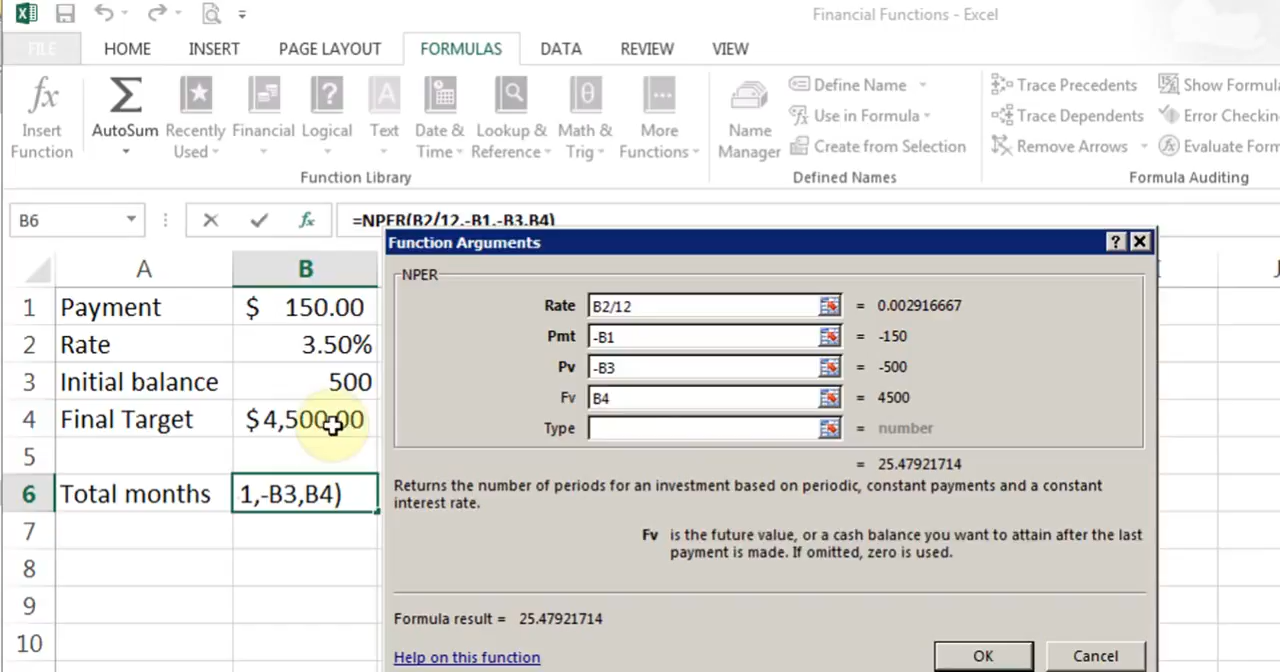 Financial Functions - Excel
FILE HOME INSERT PAGE LAYOUT FORMULAS DATA REVIEW VIEW
fx Σ ? A θ
Insert Function
AutoSum
Recently Used
Financial
Logical
Text
Date & Time
Lookup & Reference
Math & Trig
More Functions
Name Manager
Define Name
Use in Formula
Create from Selection
Trace Precedents
Trace Dependents
Remove Arrows
Show
Error
Evaluate
Function Library
Defined Names
Formula Auditing
B6 fx =NPER(B2/12,-B1,-B3,B4)
A B
1 Payment $ 150.00
2 Rate 3.50%
3 Initial balance 500
4 Final Target $4,500.00
5
6 Total months 1,-B3,B4)
7
8
9
10
Function Arguments ?
NPER
Rate B2/12 = 0.002916667
Pmt -B1 = -150
Pv -B3 = -500
Fv B4 = 4500
Type = number
= 25.47921714
Returns the number of periods for an investment based on periodic, constant payments and a constant
interest rate.
Fv is the future value, or a cash balance you want to attain after the last
payment is made. If omitted, zero is used.
Formula result = 25.47921714
Help on this function
OK Cancel